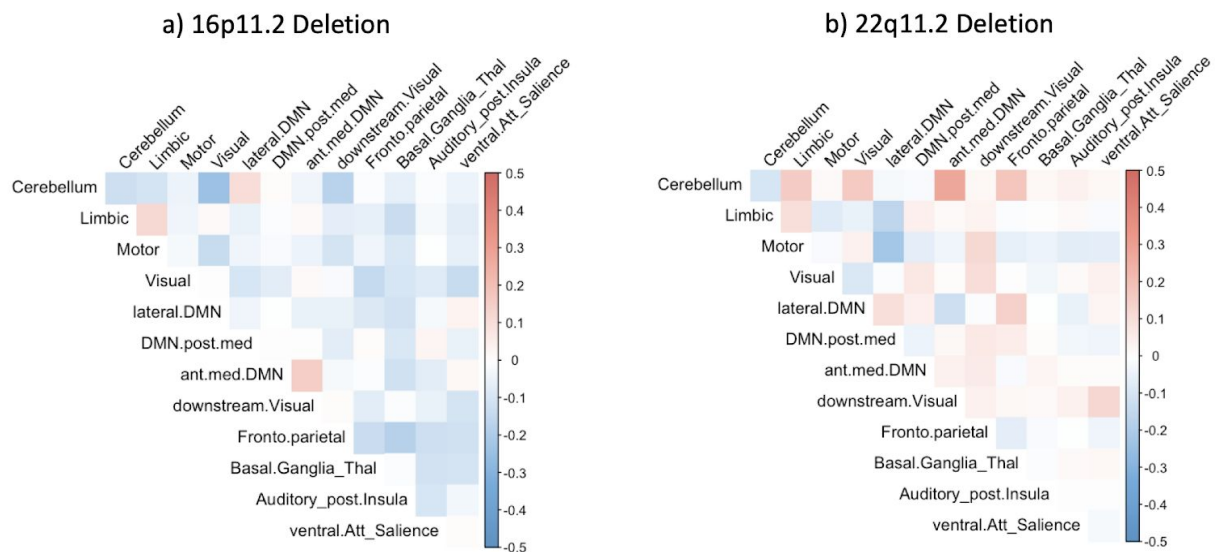 a) 16p11.2 Deletion
Cerebellum
Limbic
Motor
Visual
lateral.DMN
DMN.post.med
ant.med.DMN
downstream.Visual
Fronto.parietal
Basal.Ganglia_Thal
Auditory_post.Insula
ventral.Att_Salience
Cerebellum
Limbic
Motor
Visual
lateral.DMN
DMN.post.med
ant.med.DMN
downstream.Visual
Fronto.parietal
Basal.Ganglia_Thal
Auditory_post.Insula
ventral.Att_Salience
0.5
0.4
0.3
0.2
0.1
0
-0.1
-0.2
-0.3
-0.4
-0.5
b) 22q11.2 Deletion
Cerebellum
Limbic
Motor
Visual
lateral.DMN
DMN.post.med
ant.med.DMN
downstream.Visual
Fronto.parietal
Basal.Ganglia_Thal
Auditory_post.Insula
ventral.Att_Salience
Cerebellum
Limbic
Motor
Visual
lateral.DMN
DMN.post.med
ant.med.DMN
downstream.Visual
Fronto.parietal
Basal.Ganglia_Thal
Auditory_post.Insula
ventral.Att_Salience
0.5
0.4
0.3
0.2
0.1
0
-0.1
-0.2
-0.3
-0.4
-0.5